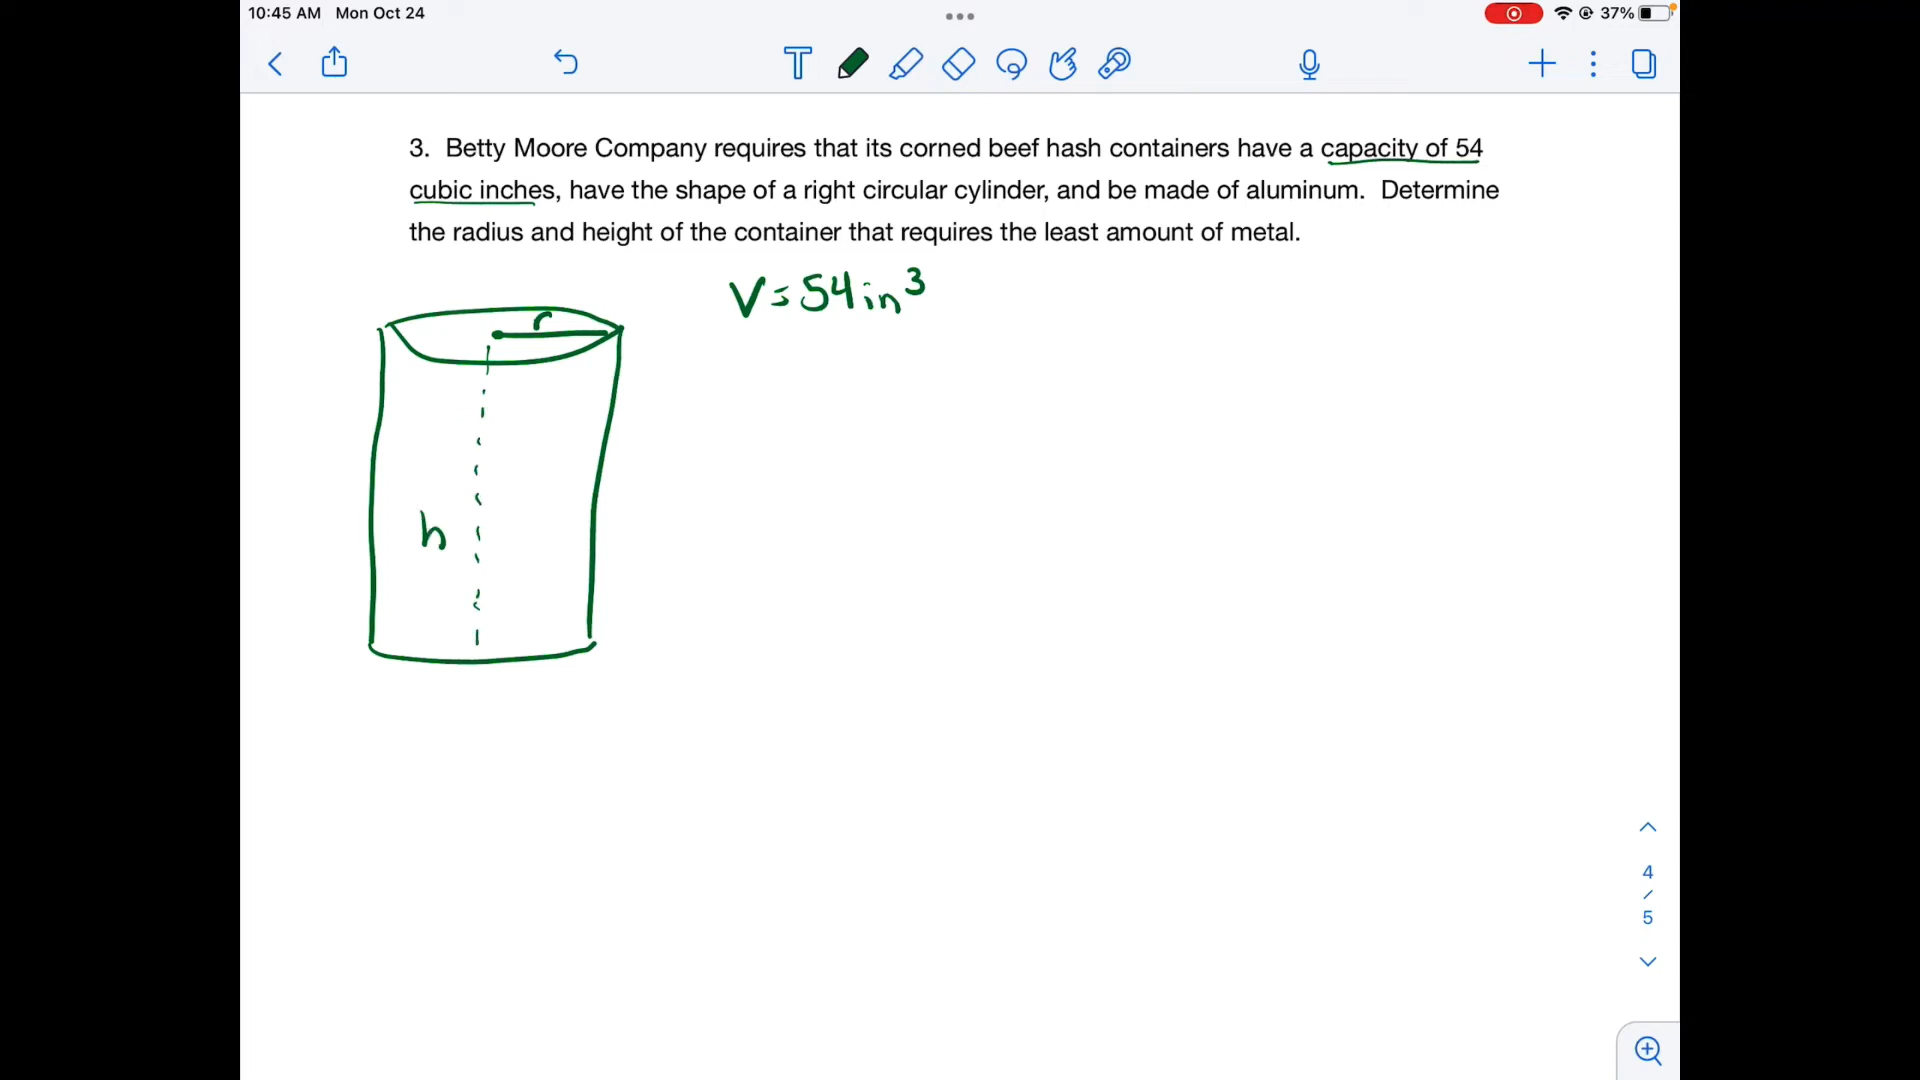 10:45 AM Mon Oct 24
37%
3. Betty Moore Company requires that its corned beef hash containers have a capacity of 54
cubic inches, have the shape of a right circular cylinder, and be made of aluminum. Determine
the radius and height of the container that requires the least amount of metal.
V = 54 in³
r
h
4
/
5